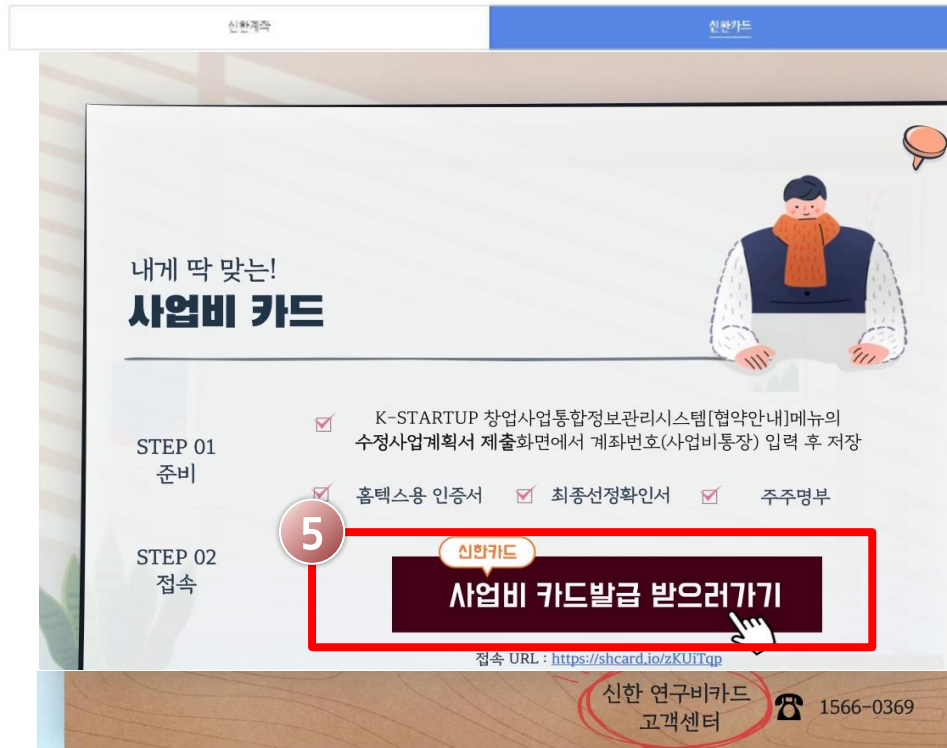 신한계좌
신한카드
내게 딱 맞는!
사업비 카드
STEP 01
준비
K-STARTUP 창업사업통합정보관리시스템[협약안내]메뉴의
수정사업계획서 제출화면에서 계좌번호(사업비통장) 입력 후 저장
홈텍스용 인증서 최종선정확인서 주주명부
5
STEP 02
접속
신한카드
사업비 카드발급 받으러가기
접속 URL : https://shcard.io/zKUiTqp
신한 연구비카드
고객센터
1566-0369